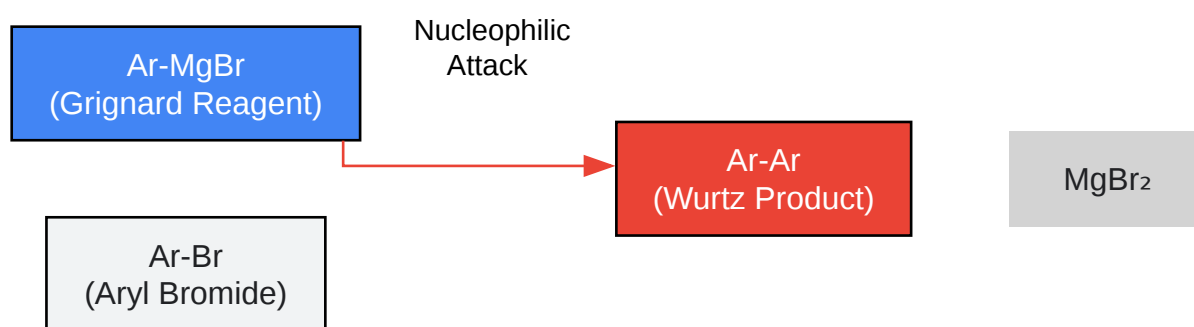 Ar-MgBr
(Grignard Reagent)
Nucleophilic
Attack
Ar-Ar
(Wurtz Product)
MgBr₂
Ar-Br
(Aryl Bromide)